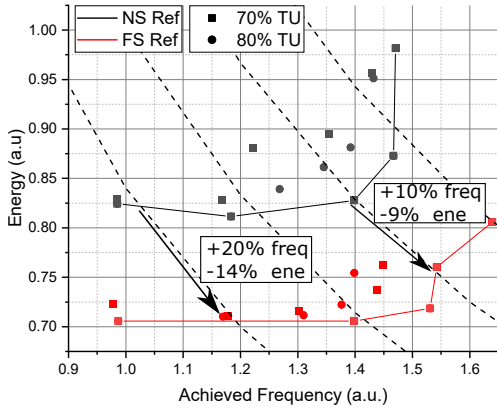 NS Ref
70% TU
FS Ref
80% TU
1.00
0.95
0.90
0.85
0.80
0.75
0.70
Energy (a.u)
+10% freq
-9% ene
+20% freq
-14% ene
0.9 1.0 1.1 1.2 1.3 1.4 1.5 1.6
Achieved Frequency (a.u.)